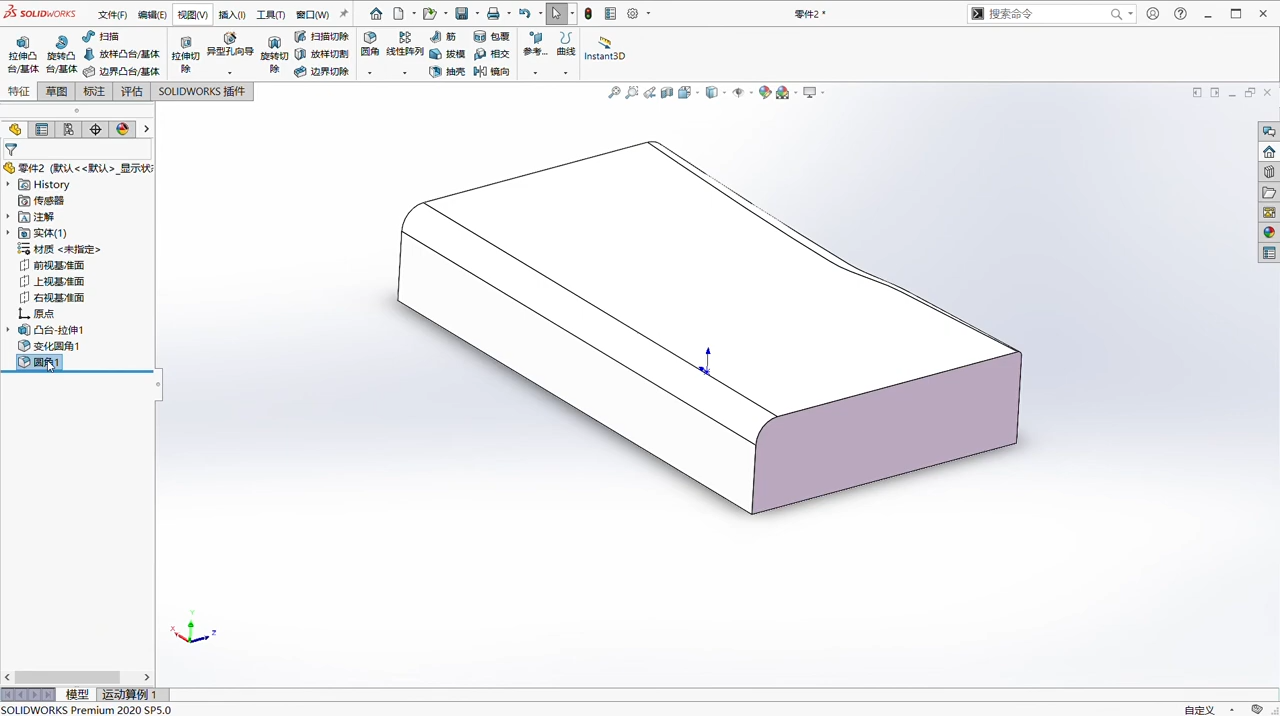 SOLIDWORKS 文件(F) 编辑(E) 视图(V) 插入(I) 工具(T) 窗口(W) 零件2 * 搜索命令
拉伸凸台/基体 旋转凸台/基体 扫描 放样凸台/基体 边界凸台/基体 拉伸切除 异型孔向导 旋转切除 扫描切除 放样切割 边界切除 圆角 线性阵列 筋 拔模 抽壳 包覆 相交 镜向 参考... 曲线 Instant3D
特征 草图 标注 评估 SOLIDWORKS 插件
零件2 (默认<<默认>_显示状态
History
传感器
注解
实体(1)
材质 <未指定>
前视基准面
上视基准面
右视基准面
原点
凸台-拉伸1
变化圆角1
圆角1
Y
X
Z
模型 运动算例 1
SOLIDWORKS Premium 2020 SP5.0 自定义